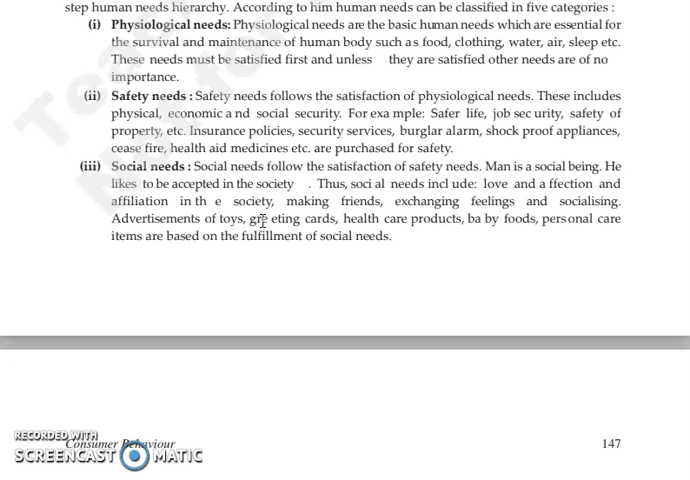 step human needs hierarchy. According to him human needs can be classified in five categories :
(i) Physiological needs: Physiological needs are the basic human needs which are essential for
the survival and maintenance of human body such as food, clothing, water, air, sleep etc.
These needs must be satisfied first and unless they are satisfied other needs are of no
importance.
(ii) Safety needs : Safety needs follows the satisfaction of physiological needs. These includes
physical, economic a nd social security. For exa mple: Safer life, job sec urity, safety of
property, etc. Insurance policies, security services, burglar alarm, shock proof appliances,
cease fire, health aid medicines etc. are purchased for safety.
(iii) Social needs : Social needs follow the satisfaction of safety needs. Man is a social being. He
likes to be accepted in the society . Thus, soci al needs incl ude: love and a ffection and
affiliation in th e society, making friends, exchanging feelings and socialising.
Advertisements of toys, gre eting cards, health care products, ba by foods, pers onal care
items are based on the fulfillment of social needs.
Consumer Behaviour 147
RECORDED WITH
SCREENCAST MATIC